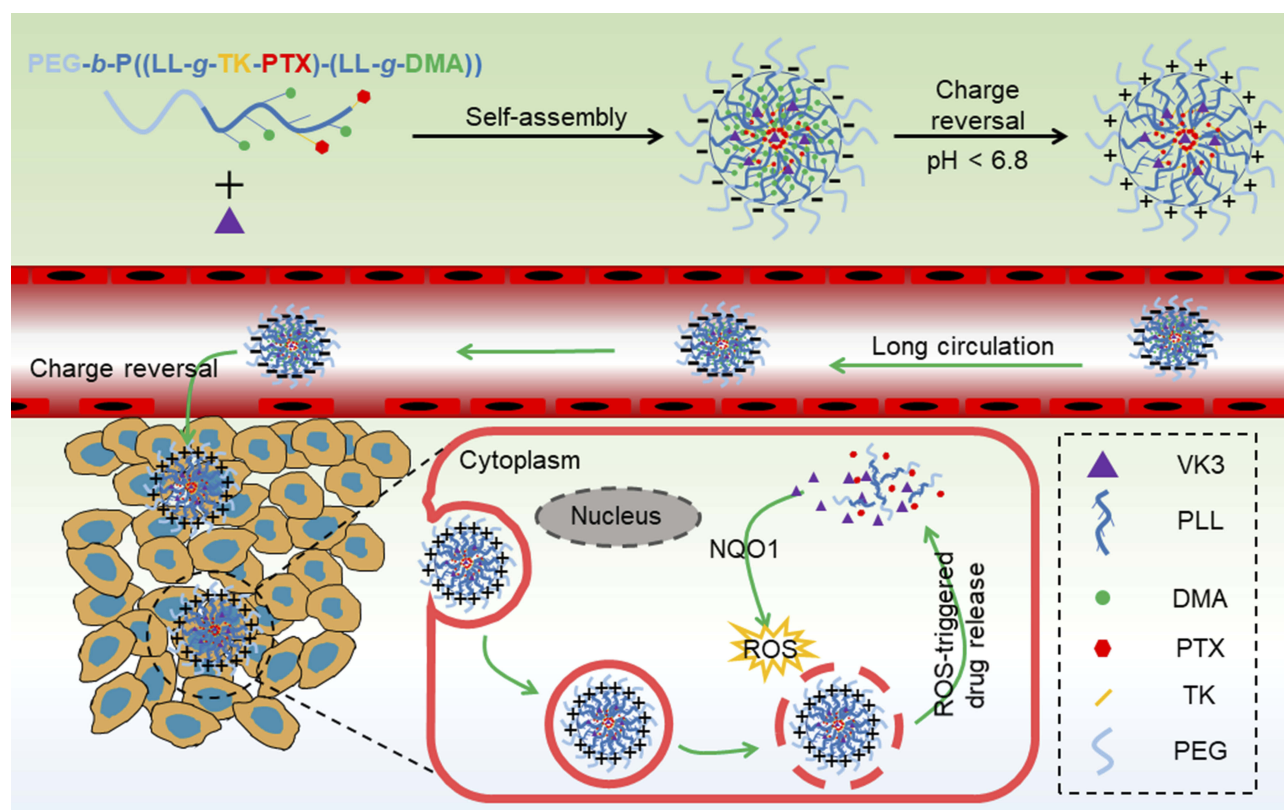 PEG-b-P((LL-g-TK-PTX)-(LL-g-DMA))
+
Self-assembly
Charge
reversal
pH < 6.8
Long circulation
Charge reversal
Cytoplasm
Nucleus
NQO1
ROS
ROS-triggered
drug release
VK3
PLL
DMA
PTX
TK
PEG